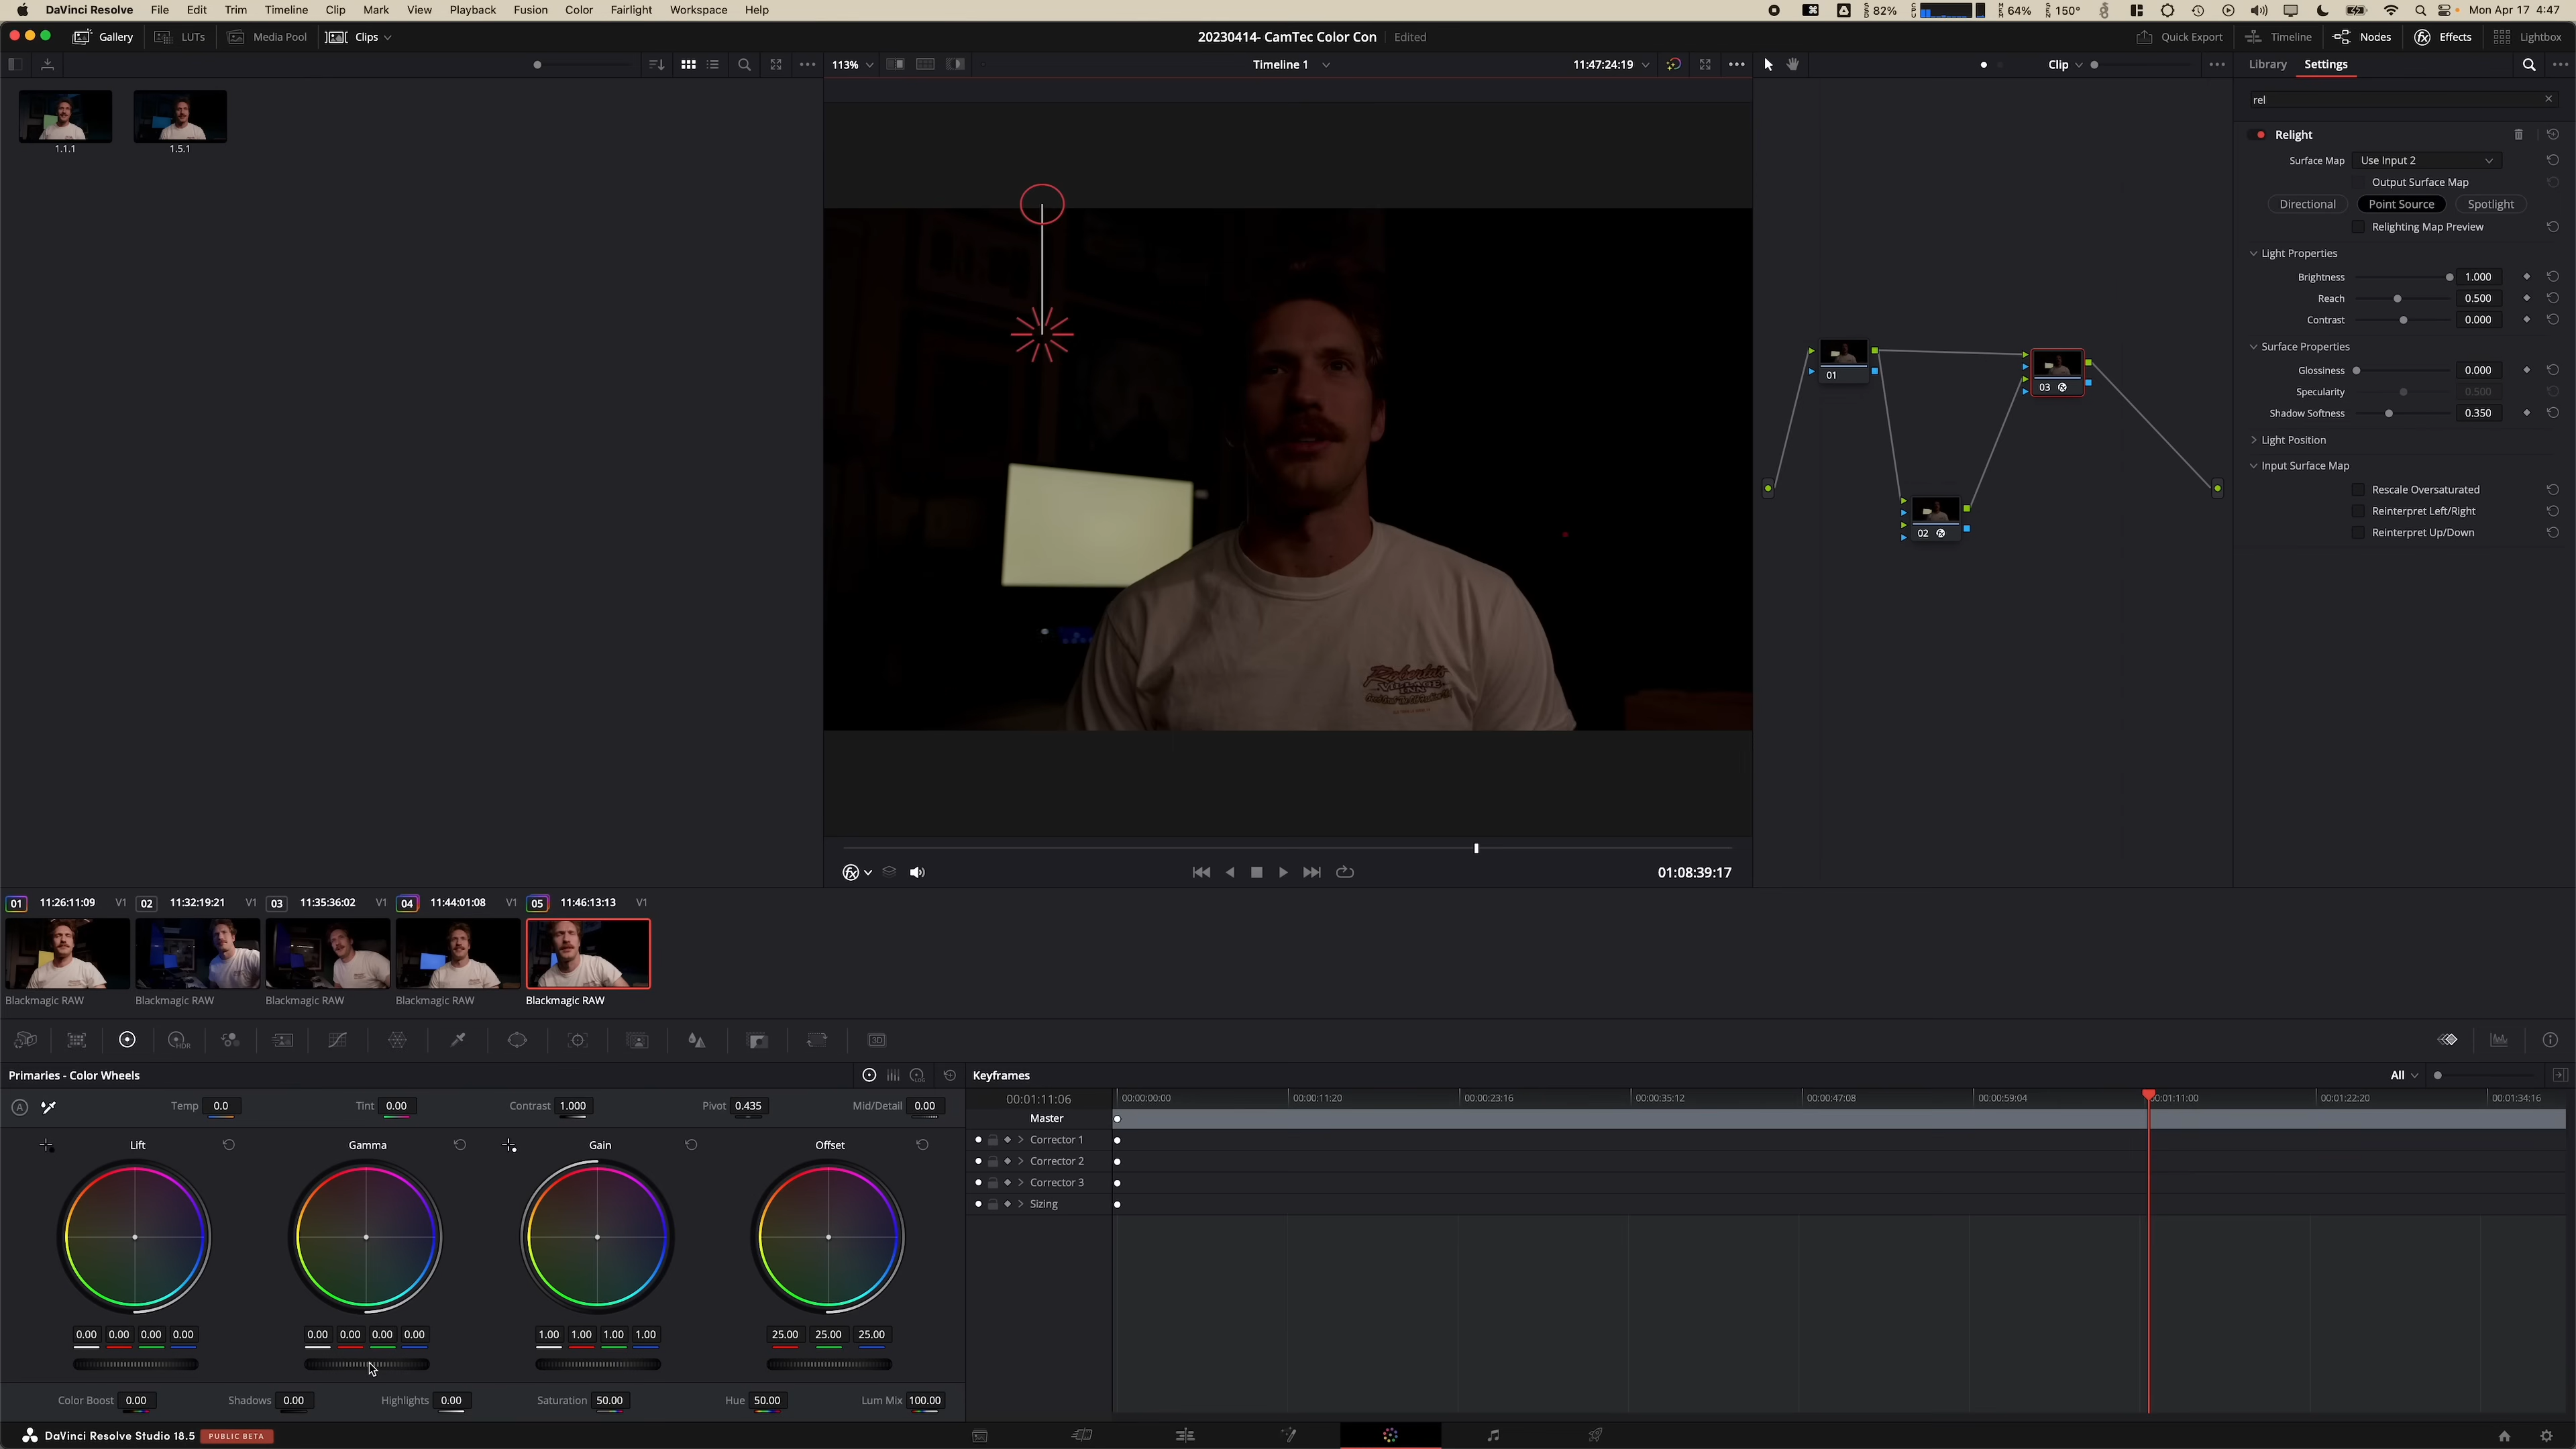 DaVinci Resolve File Edit Trim Timeline Clip Mark View Playback Fusion Color Fairlight Workspace Help 82% 64% 150° Mon Apr 17 4:47
Gallery LUTs Media Pool Clips 20230414- CamTec Color Con Edited Quick Export Timeline Nodes Effects Lightbox
113% Timeline 1 11:47:24:19 Clip Library Settings
rel
1.1.1 1.5.1
Relight
Surface Map Use Input 2
Output Surface Map
Directional Point Source Spotlight
Relighting Map Preview
Light Properties
Brightness 1.000
Reach 0.500
Contrast 0.000
Surface Properties
Glossiness 0.000
Specularity 0.500
Shadow Softness 0.350
Light Position
Input Surface Map
Rescale Oversaturated
Reinterpret Left/Right
Reinterpret Up/Down
01
03
02
Roberta's
VILLAGE
INN
01:08:39:17
01 11:26:11:09 V1 02 11:32:19:21 V1 03 11:35:36:02 V1 04 11:44:01:08 V1 05 11:46:13:13 V1
Blackmagic RAW Blackmagic RAW Blackmagic RAW Blackmagic RAW Blackmagic RAW
HDR 3D
Primaries - Color Wheels LOG Keyframes All
A Temp 0.0 Tint 0.00 Contrast 1.000 Pivot 0.435 Mid/Detail 0.00
00:01:11:06 00:00:00:00 00:00:11:20 00:00:23:16 00:00:35:12 00:00:47:08 00:00:59:04 00:01:11:00 00:01:22:20 00:01:34:16
Master
Corrector 1
Corrector 2
Corrector 3
Sizing
Lift Gamma Gain Offset
0.00 0.00 0.00 0.00 0.00 0.00 0.00 0.00 1.00 1.00 1.00 1.00 25.00 25.00 25.00
Color Boost 0.00 Shadows 0.00 Highlights 0.00 Saturation 50.00 Hue 50.00 Lum Mix 100.00
DaVinci Resolve Studio 18.5 PUBLIC BETA